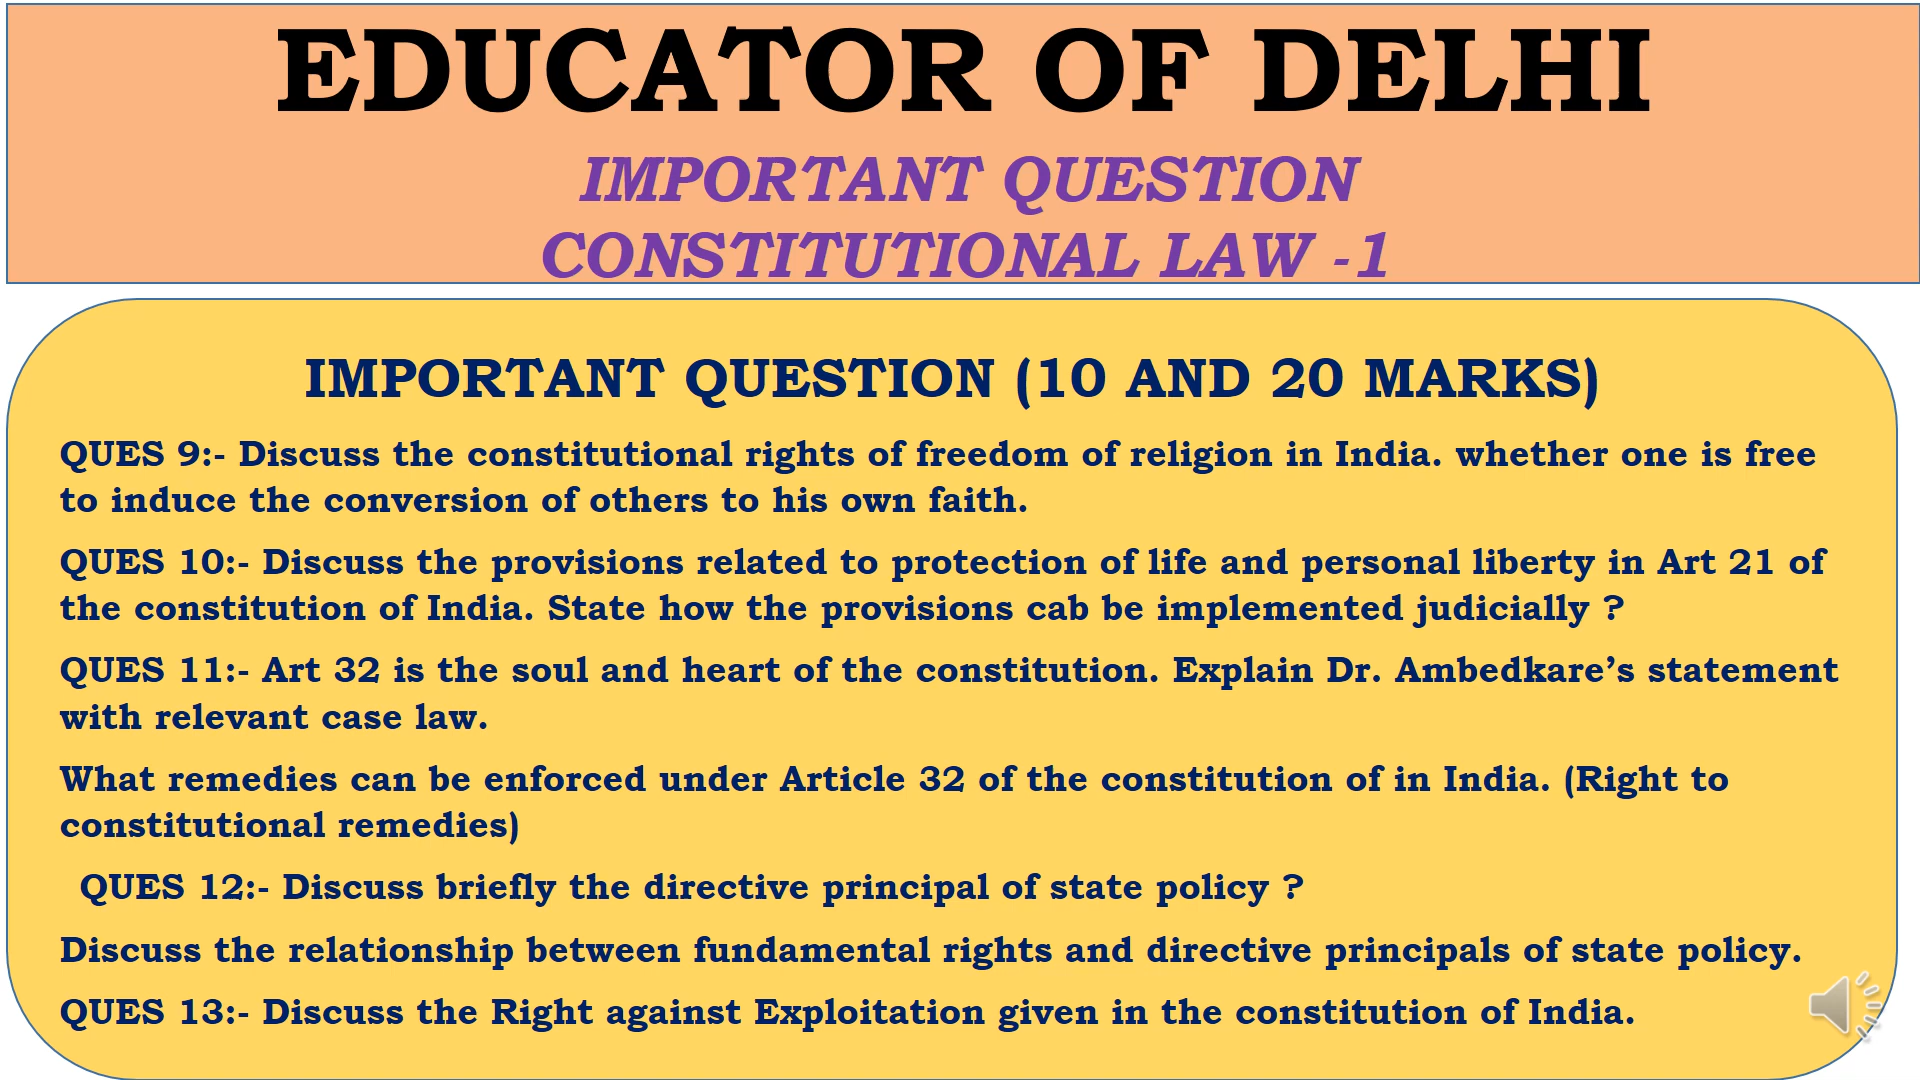 EDUCATOR OF DELHI
IMPORTANT QUESTION
CONSTITUTIONAL LAW -1
IMPORTANT QUESTION (10 AND 20 MARKS)
QUES 9:- Discuss the constitutional rights of freedom of religion in India. whether one is free
to induce the conversion of others to his own faith.
QUES 10:- Discuss the provisions related to protection of life and personal liberty in Art 21 of
the constitution of India. State how the provisions cab be implemented judicially ?
QUES 11:- Art 32 is the soul and heart of the constitution. Explain Dr. Ambedkare’s statement
with relevant case law.
What remedies can be enforced under Article 32 of the constitution of in India. (Right to
constitutional remedies)
QUES 12:- Discuss briefly the directive principal of state policy ?
Discuss the relationship between fundamental rights and directive principals of state policy.
QUES 13:- Discuss the Right against Exploitation given in the constitution of India.